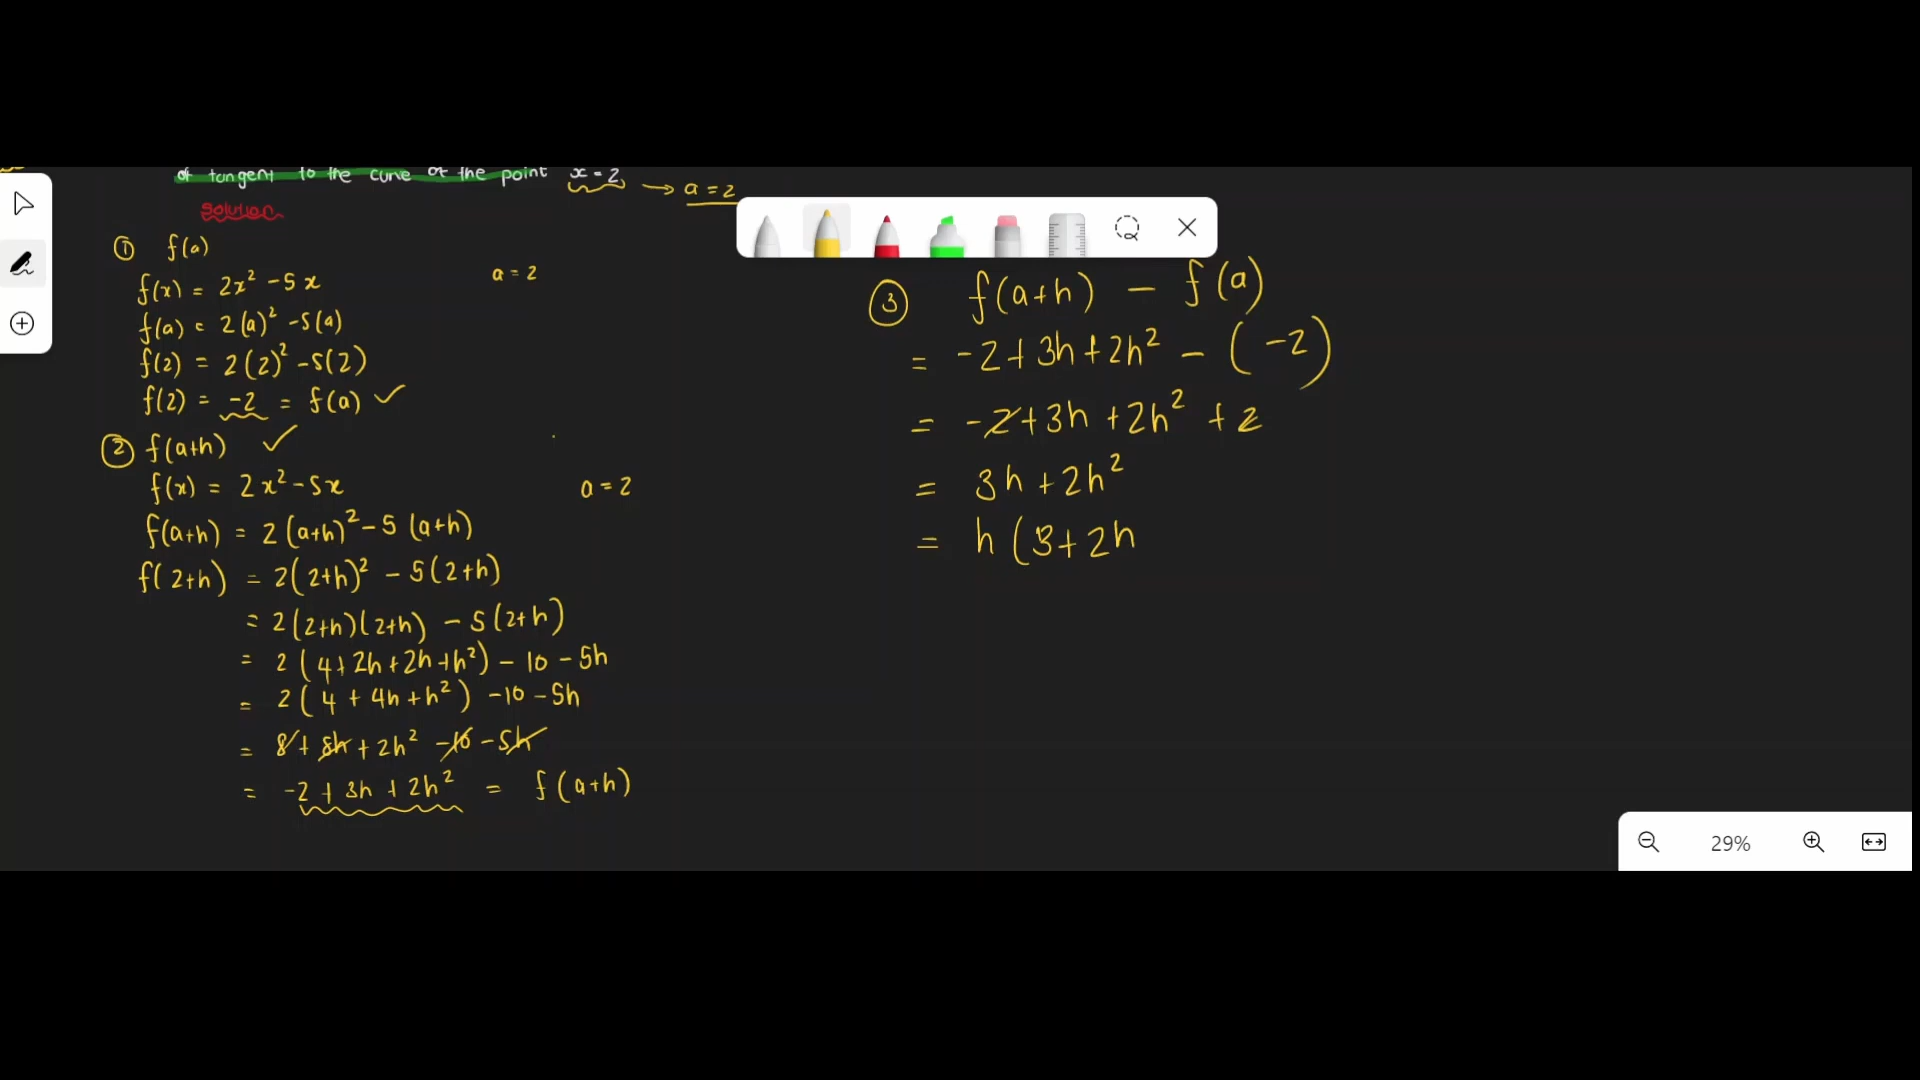 of tangent to the curve at the point x = 2 → a = 2
Solution
① f(a)
f(x) = 2x² - 5x
a = 2
f(a) = 2(a)² - 5(a)
f(2) = 2(2)² - 5(2)
f(2) = -2 = f(a) ✓
② f(a+h) ✓
f(x) = 2x² - 5x
a = 2
f(a+h) = 2(a+h)² - 5(a+h)
f(2+h) = 2(2+h)² - 5(2+h)
= 2(2+h)(2+h) - 5(2+h)
= 2(4+2h+2h+h²) - 10 - 5h
= 2(4 + 4h + h²) - 10 - 5h
= 8 + 8h + 2h² - 10 - 5h
= -2 + 3h + 2h² = f(a+h)
③ f(a+h) - f(a)
= -2 + 3h + 2h² - (-2)
= -2 + 3h + 2h² + 2
= 3h + 2h²
= h(3+2h
29%